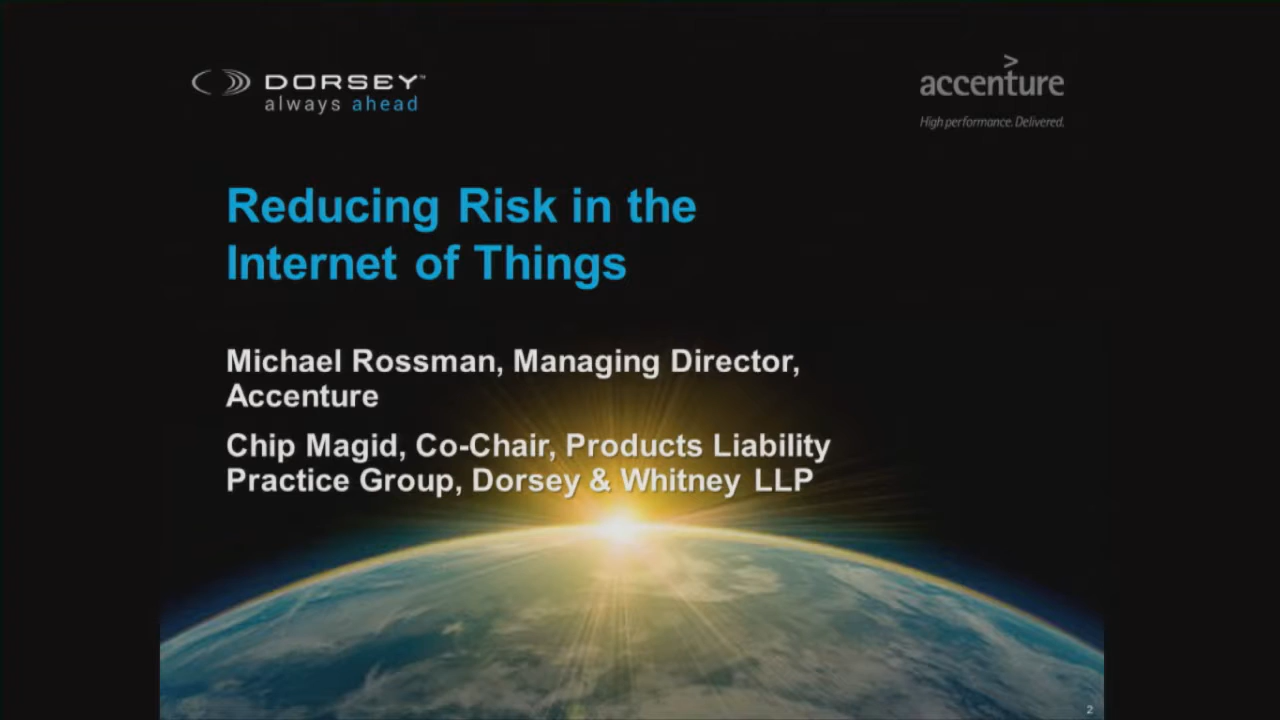 DORSEY™
always ahead
accenture
High performance. Delivered.
Reducing Risk in the
Internet of Things
Michael Rossman, Managing Director,
Accenture
Chip Magid, Co-Chair, Products Liability
Practice Group, Dorsey & Whitney LLP
2